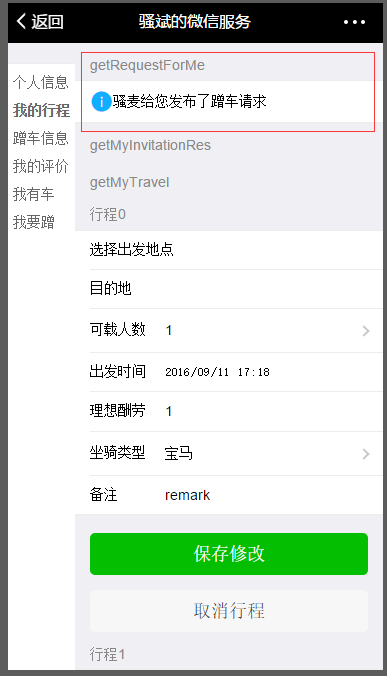 返回
骚斌的微信服务
个人信息
我的行程
蹭车信息
我的评价
我有车
我要蹭
getRequestForMe
骚麦给您发布了蹭车请求
getMyInvitationRes
getMyTravel
行程0
选择出发地点
目的地
可载人数 1
出发时间 2016/09/11 17:18
理想酬劳 1
坐骑类型 宝马
备注 remark
保存修改
取消行程
行程1